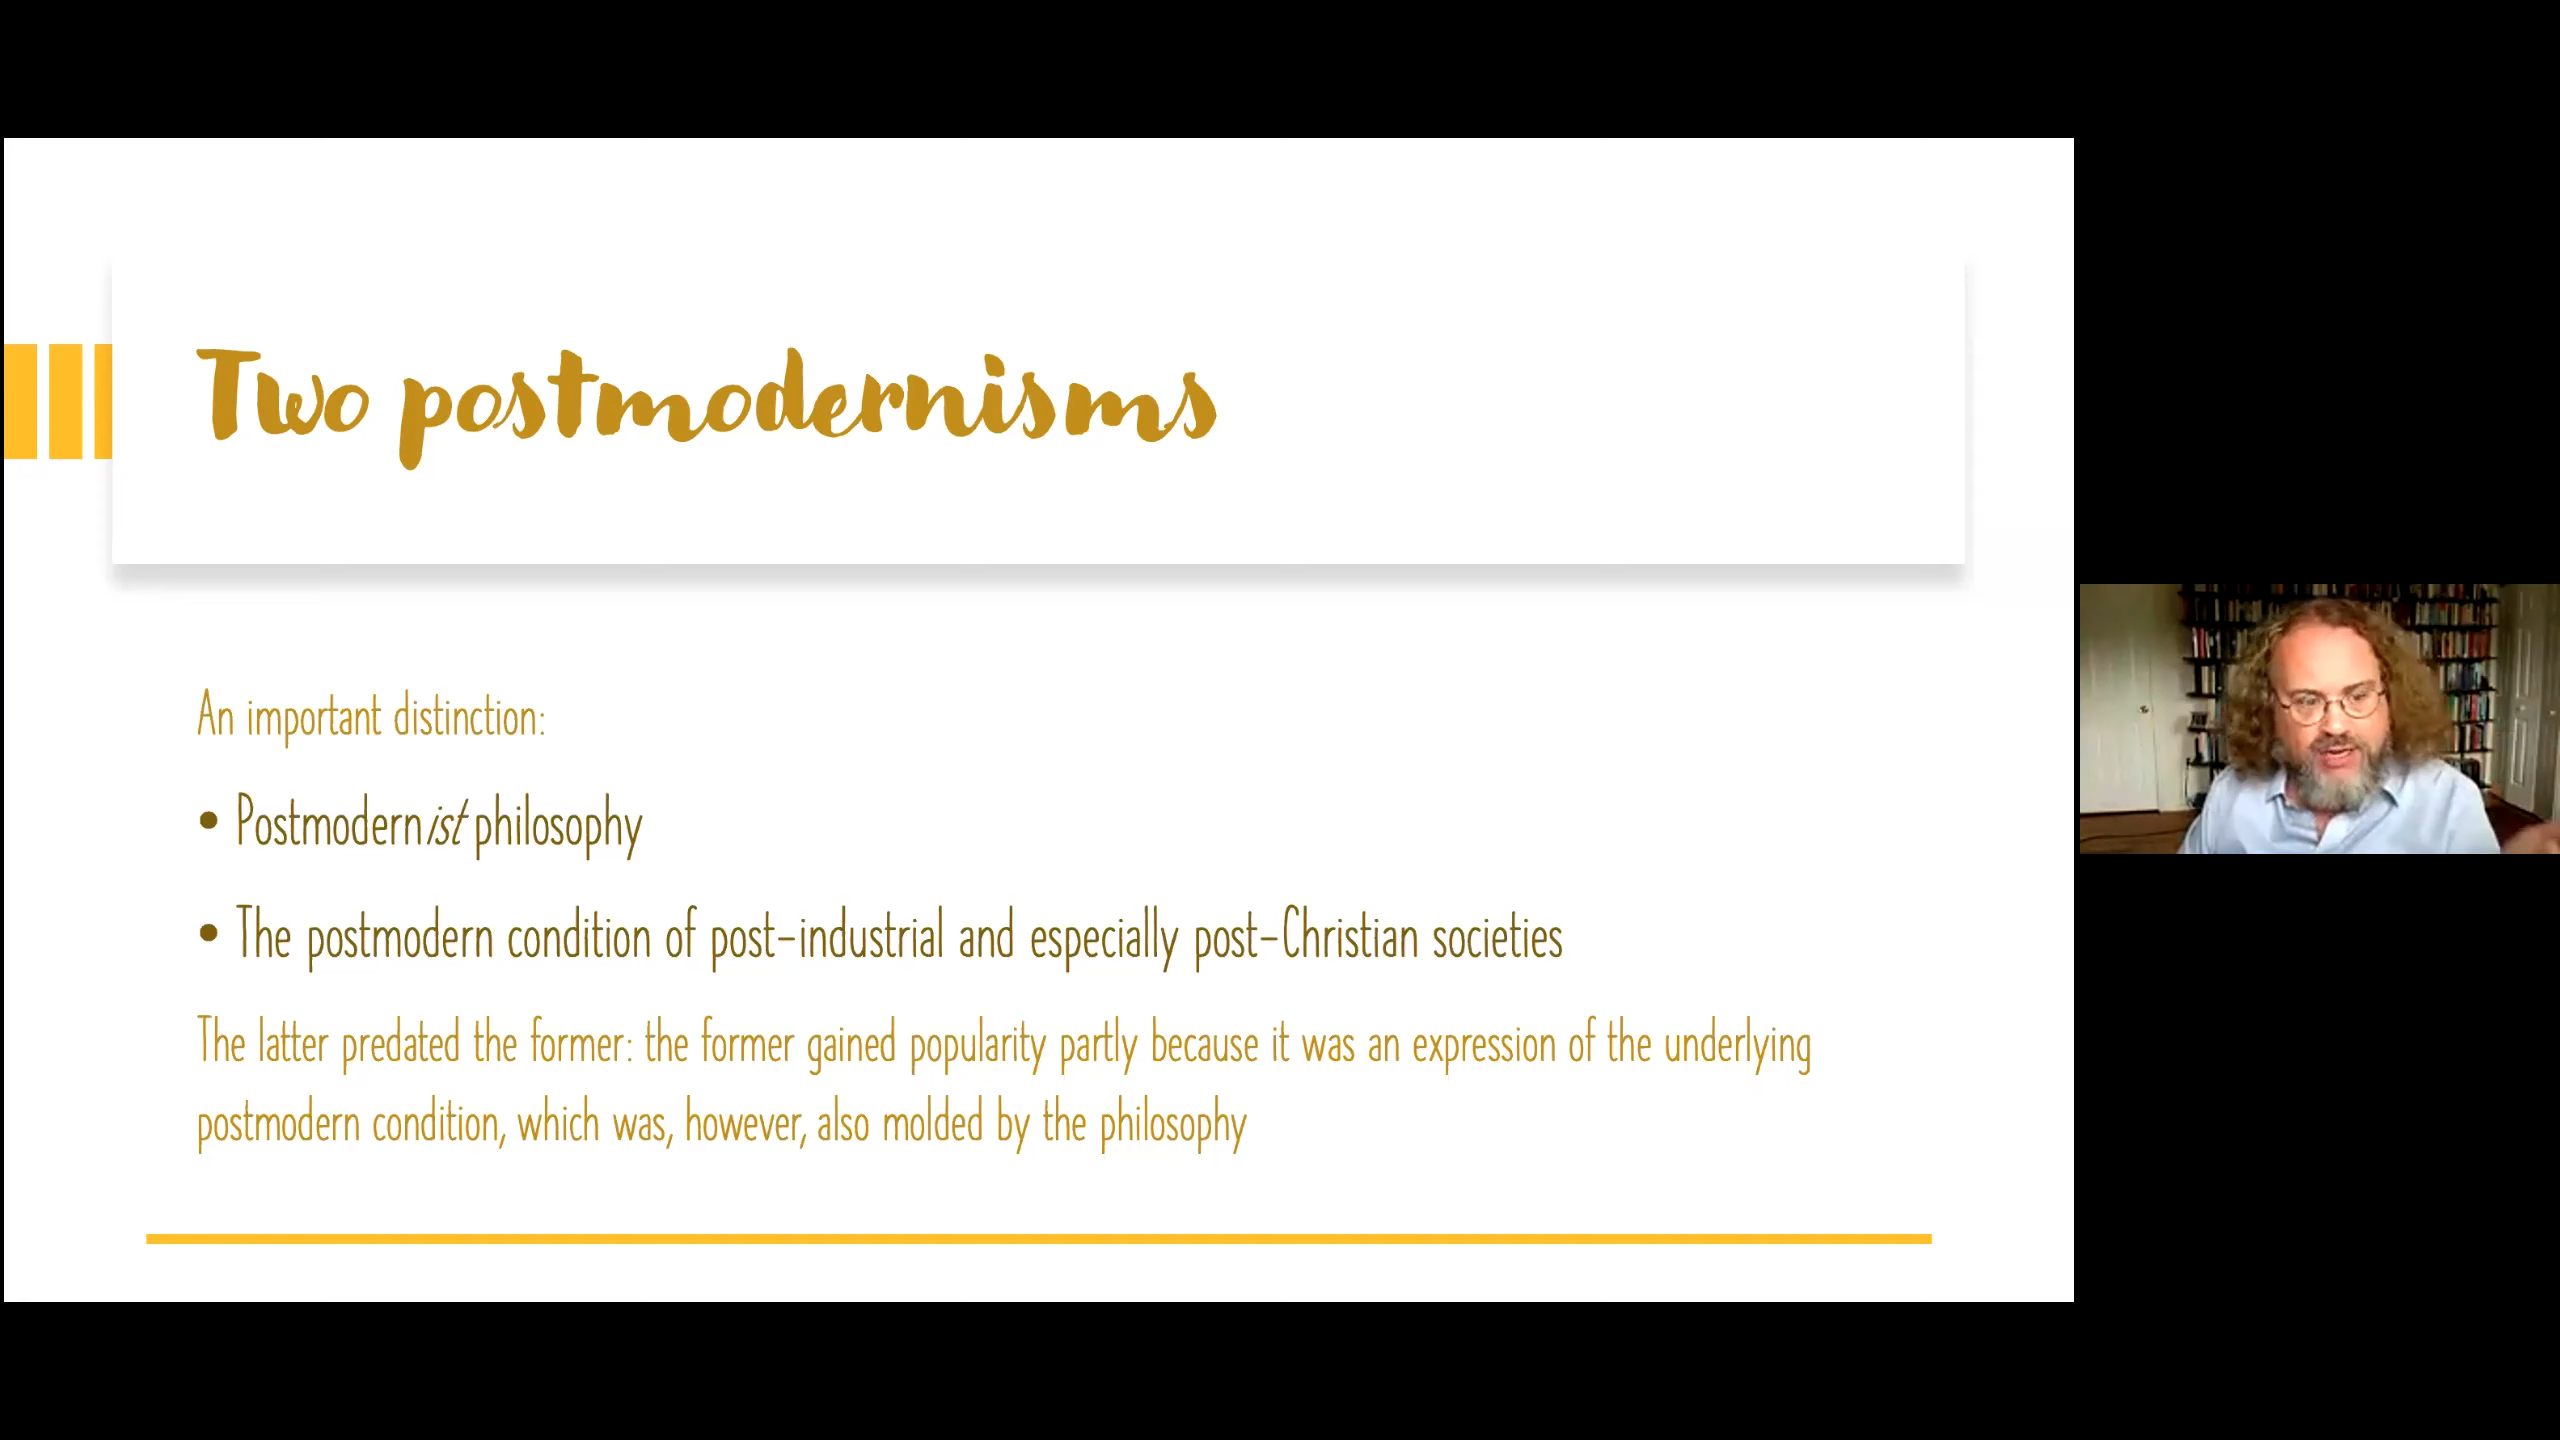 Two postmodernisms
An important distinction:
• Postmodernist philosophy
• The postmodern condition of post-industrial and especially post-Christian societies
The latter predated the former: the former gained popularity partly because it was an expression of the underlying
postmodern condition, which was, however, also molded by the philosophy